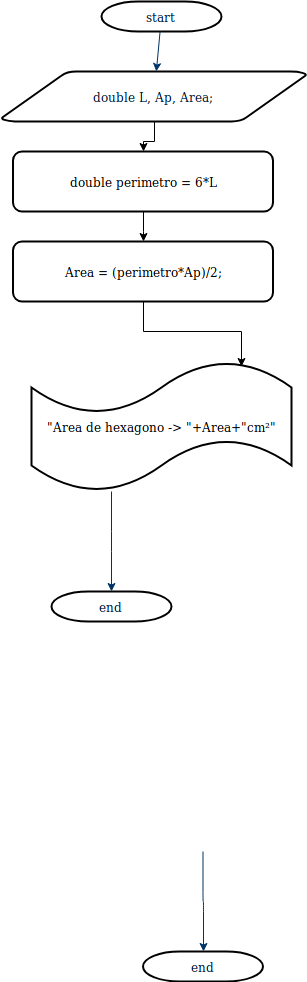 start
double L, Ap, Area;
double perimetro = 6*L
Area = (perimetro*Ap)/2;
"Area de hexagono -> "+Area+"cm²"
end
end